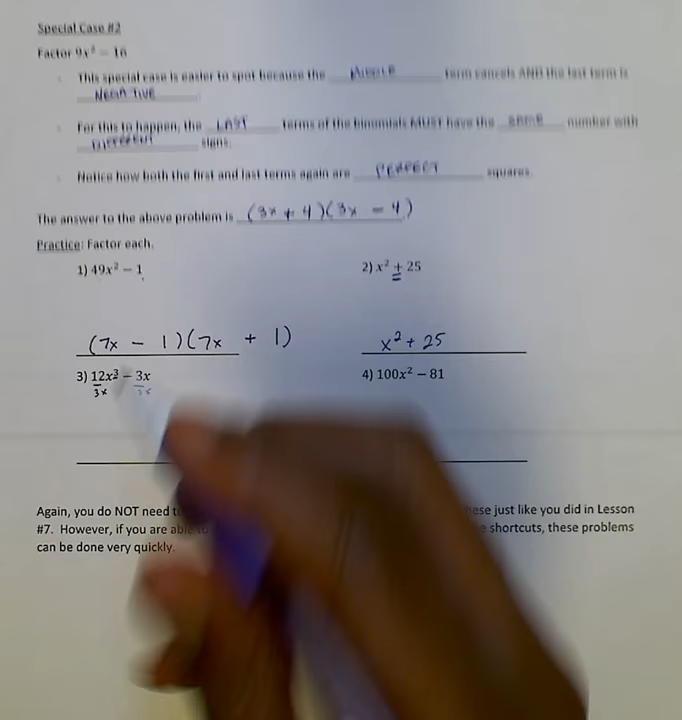 Special Case #2
Factor 9x² – 16
This special case is easier to spot because the MIDDLE term cancels AND the last term is
NEGATIVE.
For this to happen, the LAST terms of the binomials MUST have the SAME number with
DIFFERENT signs.
Notice how both the first and last terms again are PERFECT squares.
The answer to the above problem is (3x + 4)(3x – 4)
Practice: Factor each.
1) 49x² – 1
2) x² + 25
(7x – 1)(7x + 1)
x² + 25
3) 12x³ – 3x
3x 3x
4) 100x² – 81
Again, you do NOT need t ese just like you did in Lesson
#7. However, if you are able to shortcuts, these problems
can be done very quickly.